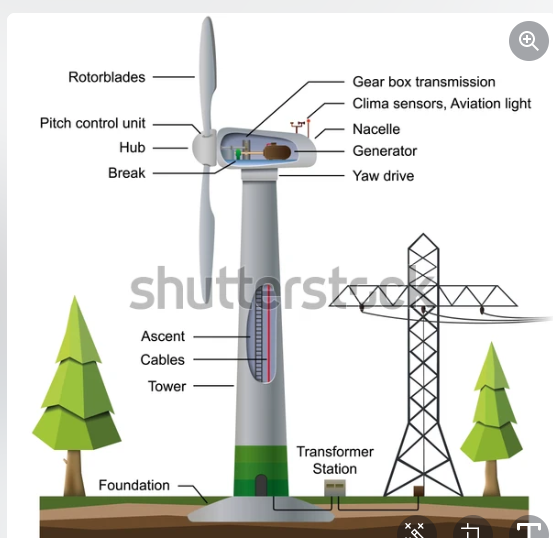 Rotorblades
Pitch control unit
Hub
Break
Gear box transmission
Clima sensors, Aviation light
Nacelle
Generator
Yaw drive
shutterstock
Ascent
Cables
Tower
Transformer
Station
Foundation
T